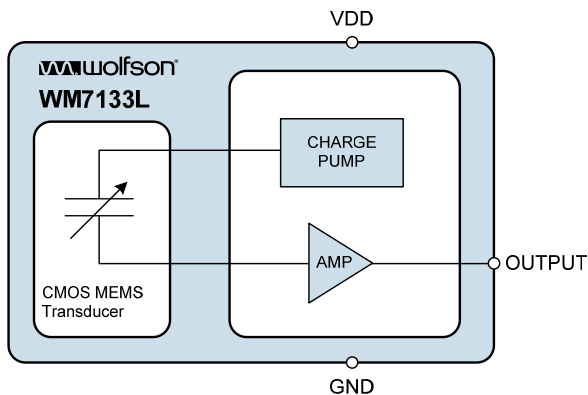 VDD
wolfson®
WM7133L
CHARGE
PUMP
AMP
OUTPUT
CMOS MEMS
Transducer
GND